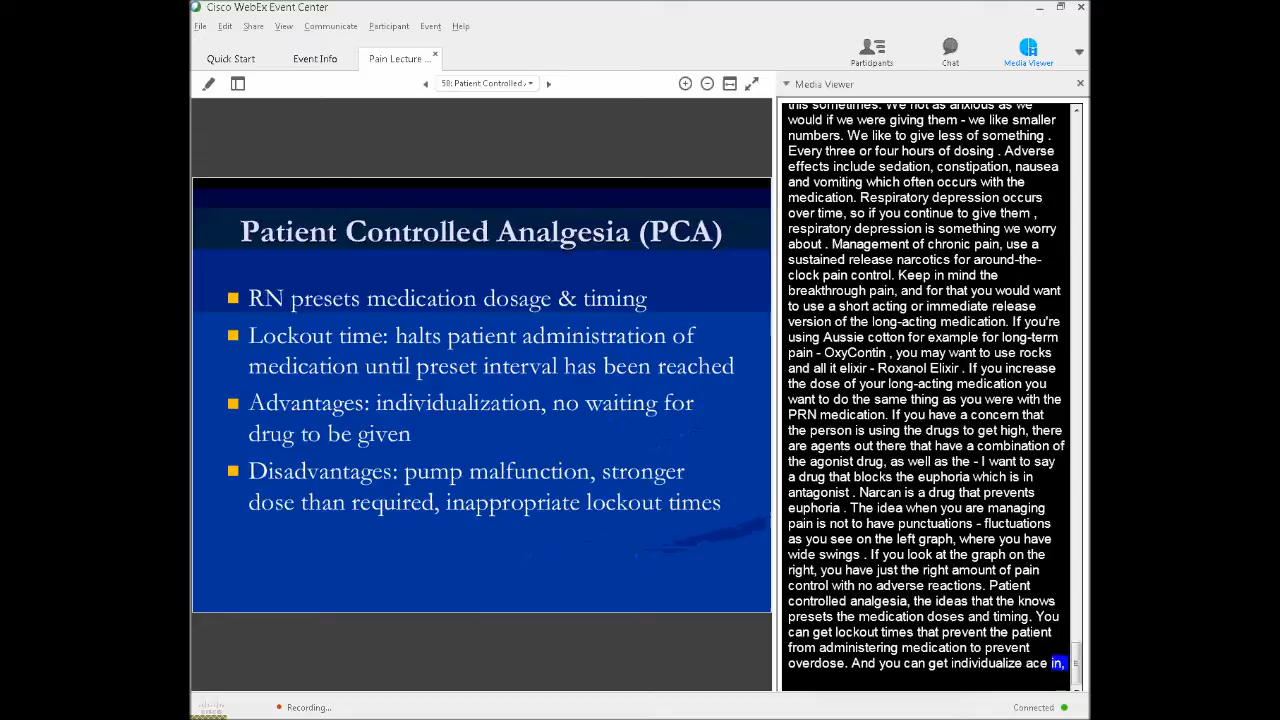 Cisco WebEx Event Center
File Edit Share View Communicate Participant Event Help
Quick Start Event Info Pain Lecture ...
Participants Chat Media Viewer
58: Patient Controlled
Media Viewer
Patient Controlled Analgesia (PCA)
RN presets medication dosage & timing
Lockout time: halts patient administration of
medication until preset interval has been reached
Advantages: individualization, no waiting for
drug to be given
Disadvantages: pump malfunction, stronger
dose than required, inappropriate lockout times
this sometimes. We not as anxious as we
would if we were giving them - we like smaller
numbers. We like to give less of something .
Every three or four hours of dosing . Adverse
effects include sedation, constipation, nausea
and vomiting which often occurs with the
medication. Respiratory depression occurs
over time, so if you continue to give them ,
respiratory depression is something we worry
about . Management of chronic pain, use a
sustained release narcotics for around-the-
clock pain control. Keep in mind the
breakthrough pain, and for that you would want
to use a short acting or immediate release
version of the long-acting medication. If you're
using Aussie cotton for example for long-term
pain - OxyContin , you may want to use rocks
and all it elixir - Roxanol Elixir . If you increase
the dose of your long-acting medication you
want to do the same thing as you were with the
PRN medication. If you have a concern that
the person is using the drugs to get high, there
are agents out there that have a combination of
the agonist drug, as well as the - I want to say
a drug that blocks the euphoria which is in
antagonist . Narcan is a drug that prevents
euphoria . The idea when you are managing
pain is not to have punctuations - fluctuations
as you see on the left graph, where you have
wide swings . If you look at the graph on the
right, you have just the right amount of pain
control with no adverse reactions. Patient
controlled analgesia, the ideas that the knows
presets the medication doses and timing. You
can get lockout times that prevent the patient
from administering medication to prevent
overdose. And you can get individualize ace in,
Recording...
Connected